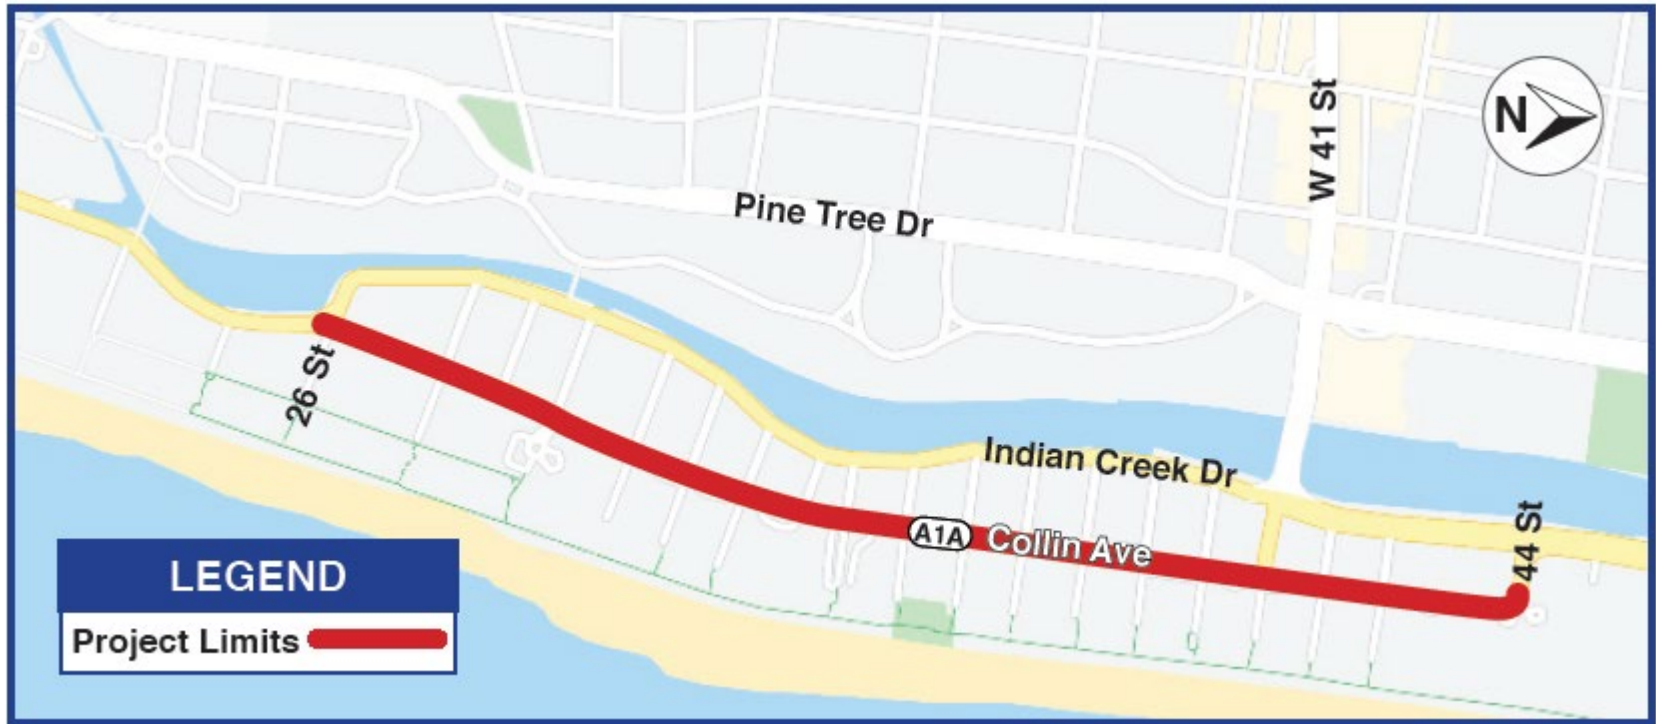 W 41 St
N
Pine Tree Dr
26 St
Indian Creek Dr
A1A Collin Ave
44 St
LEGEND
Project Limits